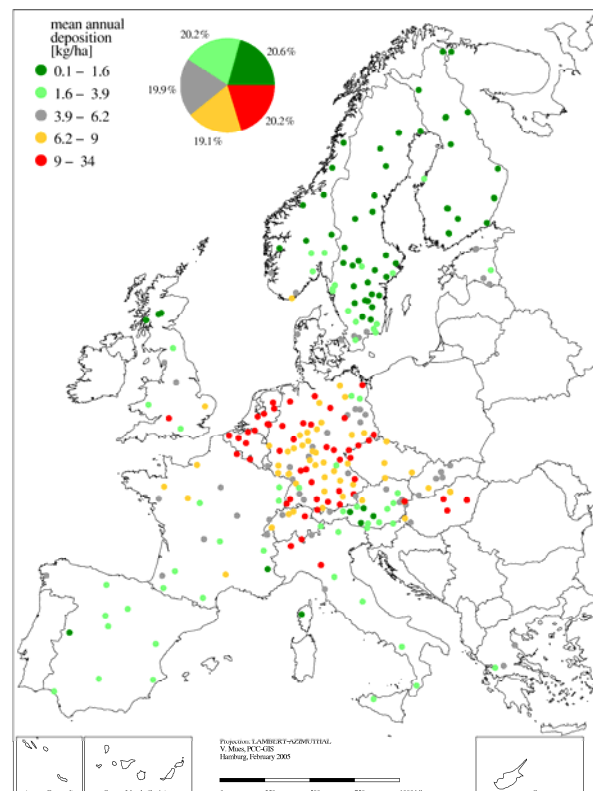 mean annual
deposition
[kg/ha]
0.1 – 1.6
1.6 – 3.9
3.9 – 6.2
6.2 – 9
9 – 34
20.2%
20.6%
19.9%
19.1%
20.2%
Projection: LAMBERT-AZIMUTHAL
V. Mues, PCC-GIS
Hamburg, February 2005